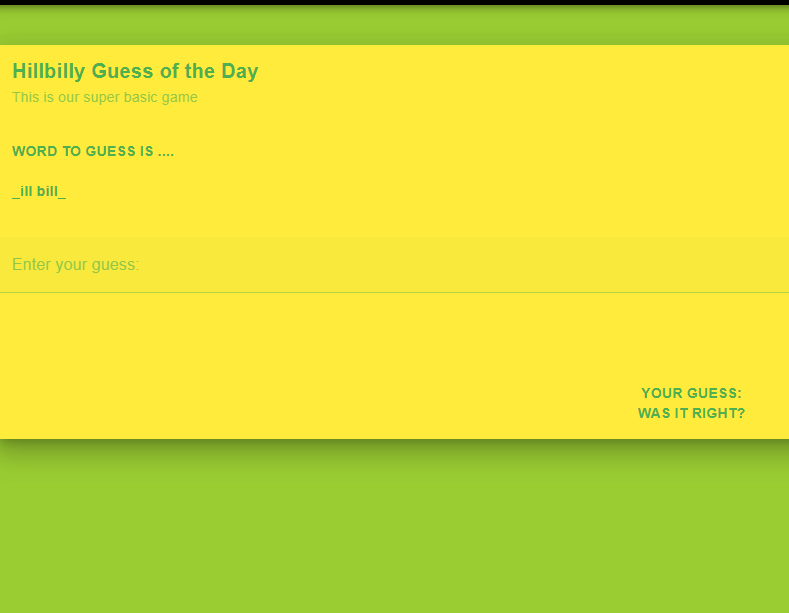 Hillbilly Guess of the Day
This is our super basic game
WORD TO GUESS IS ....
_ill bill_
Enter your guess:
YOUR GUESS:
WAS IT RIGHT?